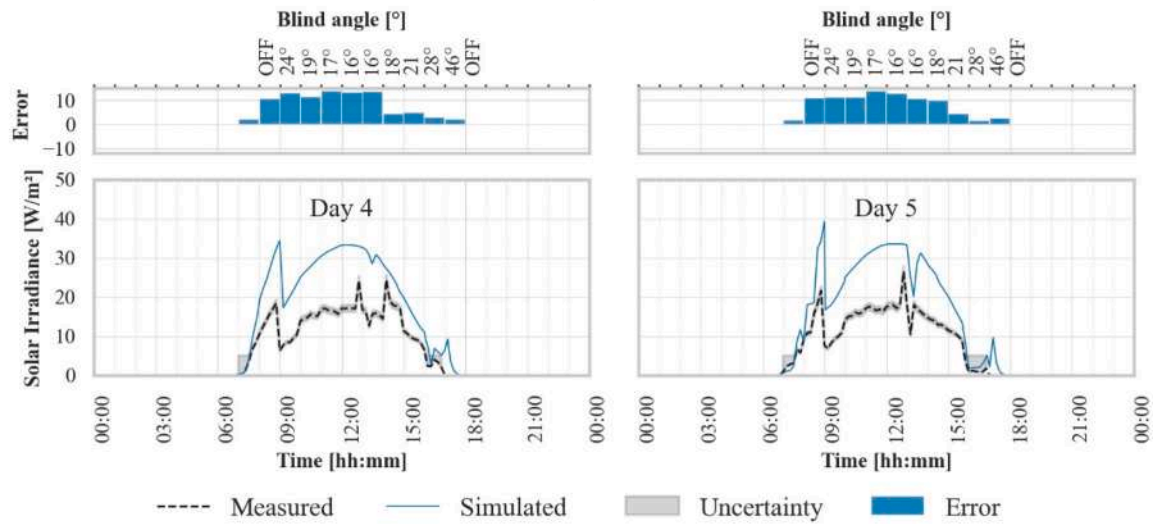 Blind angle [°] Blind angle [°]
OFF 24° 19° 17° 16° 16° 18° 21 28° 46° OFF OFF 24° 19° 17° 16° 16° 18° 21 28° 46° OFF
Error
10
0
−10
Solar Irradiance [W/m²]
50
40
30
20
10
0
Day 4 Day 5
00:00 03:00 06:00 09:00 12:00 15:00 18:00 21:00 00:00 00:00 03:00 06:00 09:00 12:00 15:00 18:00 21:00 00:00
Time [hh:mm] Time [hh:mm]
Measured Simulated Uncertainty Error